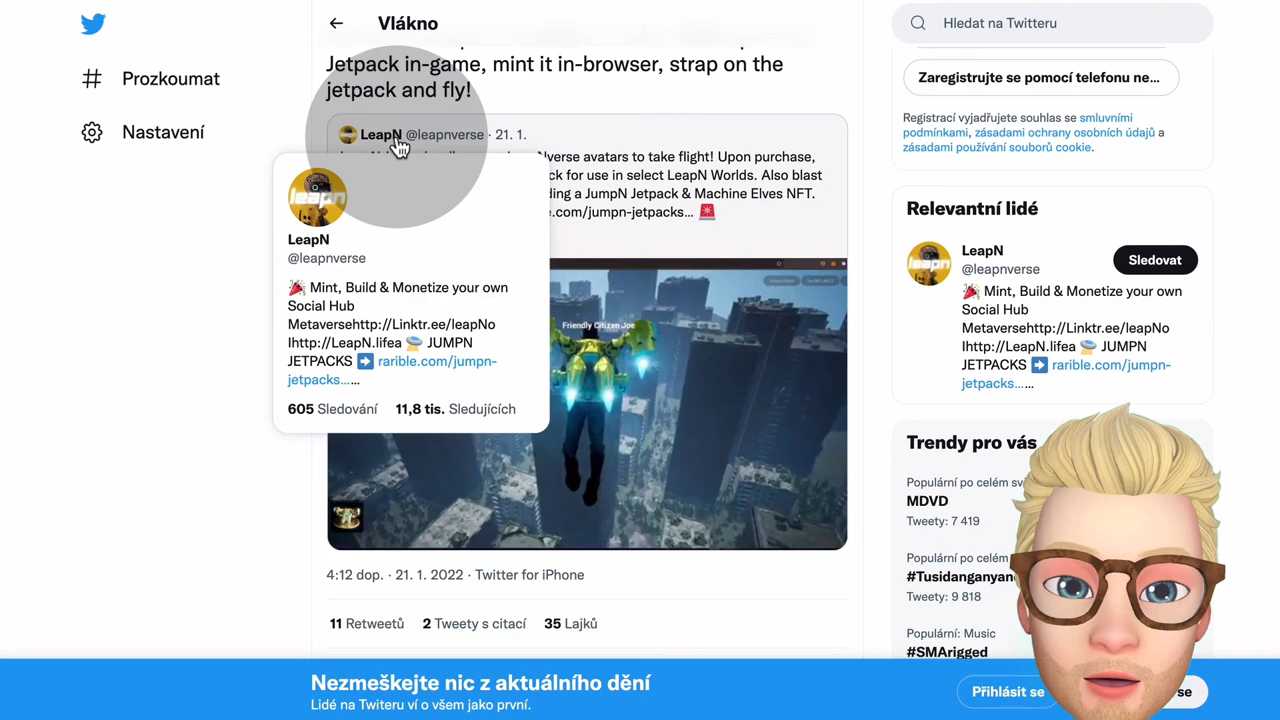 Vlákno
Hledat na Twitteru
Prozkoumat
Nastavení
Jetpack in-game, mint it in-browser, strap on the
jetpack and fly!
LeapN @leapnverse · 21. 1.
Nverse avatars to take flight! Upon purchase,
ck for use in select LeapN Worlds. Also blast
ding a JumpN Jetpack & Machine Elves NFT.
e.com/jumpn-jetpacks… 🚨
leapn
LeapN
@leapnverse
🎉 Mint, Build & Monetize your own
Social Hub
Metaversehttp://Linktr.ee/leapNo
lhttp://LeapN.lifea 🛸 JUMPN
JETPACKS ➡️ rarible.com/jumpn-
jetpacks……
605 Sledování 11,8 tis. Sledujících
Friendly Citizen Joe
4:12 dop. · 21. 1. 2022 · Twitter for iPhone
11 Retweetů 2 Tweety s citací 35 Lajků
Zaregistrujte se pomocí telefonu ne…
Registrací vyjadřujete souhlas se smluvními
podmínkami, zásadami ochrany osobních údajů a
zásadami používání souborů cookie.
Relevantní lidé
leapn
LeapN
@leapnverse
Sledovat
🎉 Mint, Build & Monetize your own
Social Hub
Metaversehttp://Linktr.ee/leapNo
lhttp://LeapN.lifea 🛸 JUMPN
JETPACKS ➡️ rarible.com/jumpn-
jetpacks……
Trendy pro vás
Populární po celém sv
MDVD
Tweety: 7 419
Populární po celém
#Tusidanganyan
Tweety: 9 818
Populární: Music
#SMArigged
Nezmeškejte nic z aktuálního dění
Lidé na Twiteru ví o všem jako první.
Přihlásit se
se